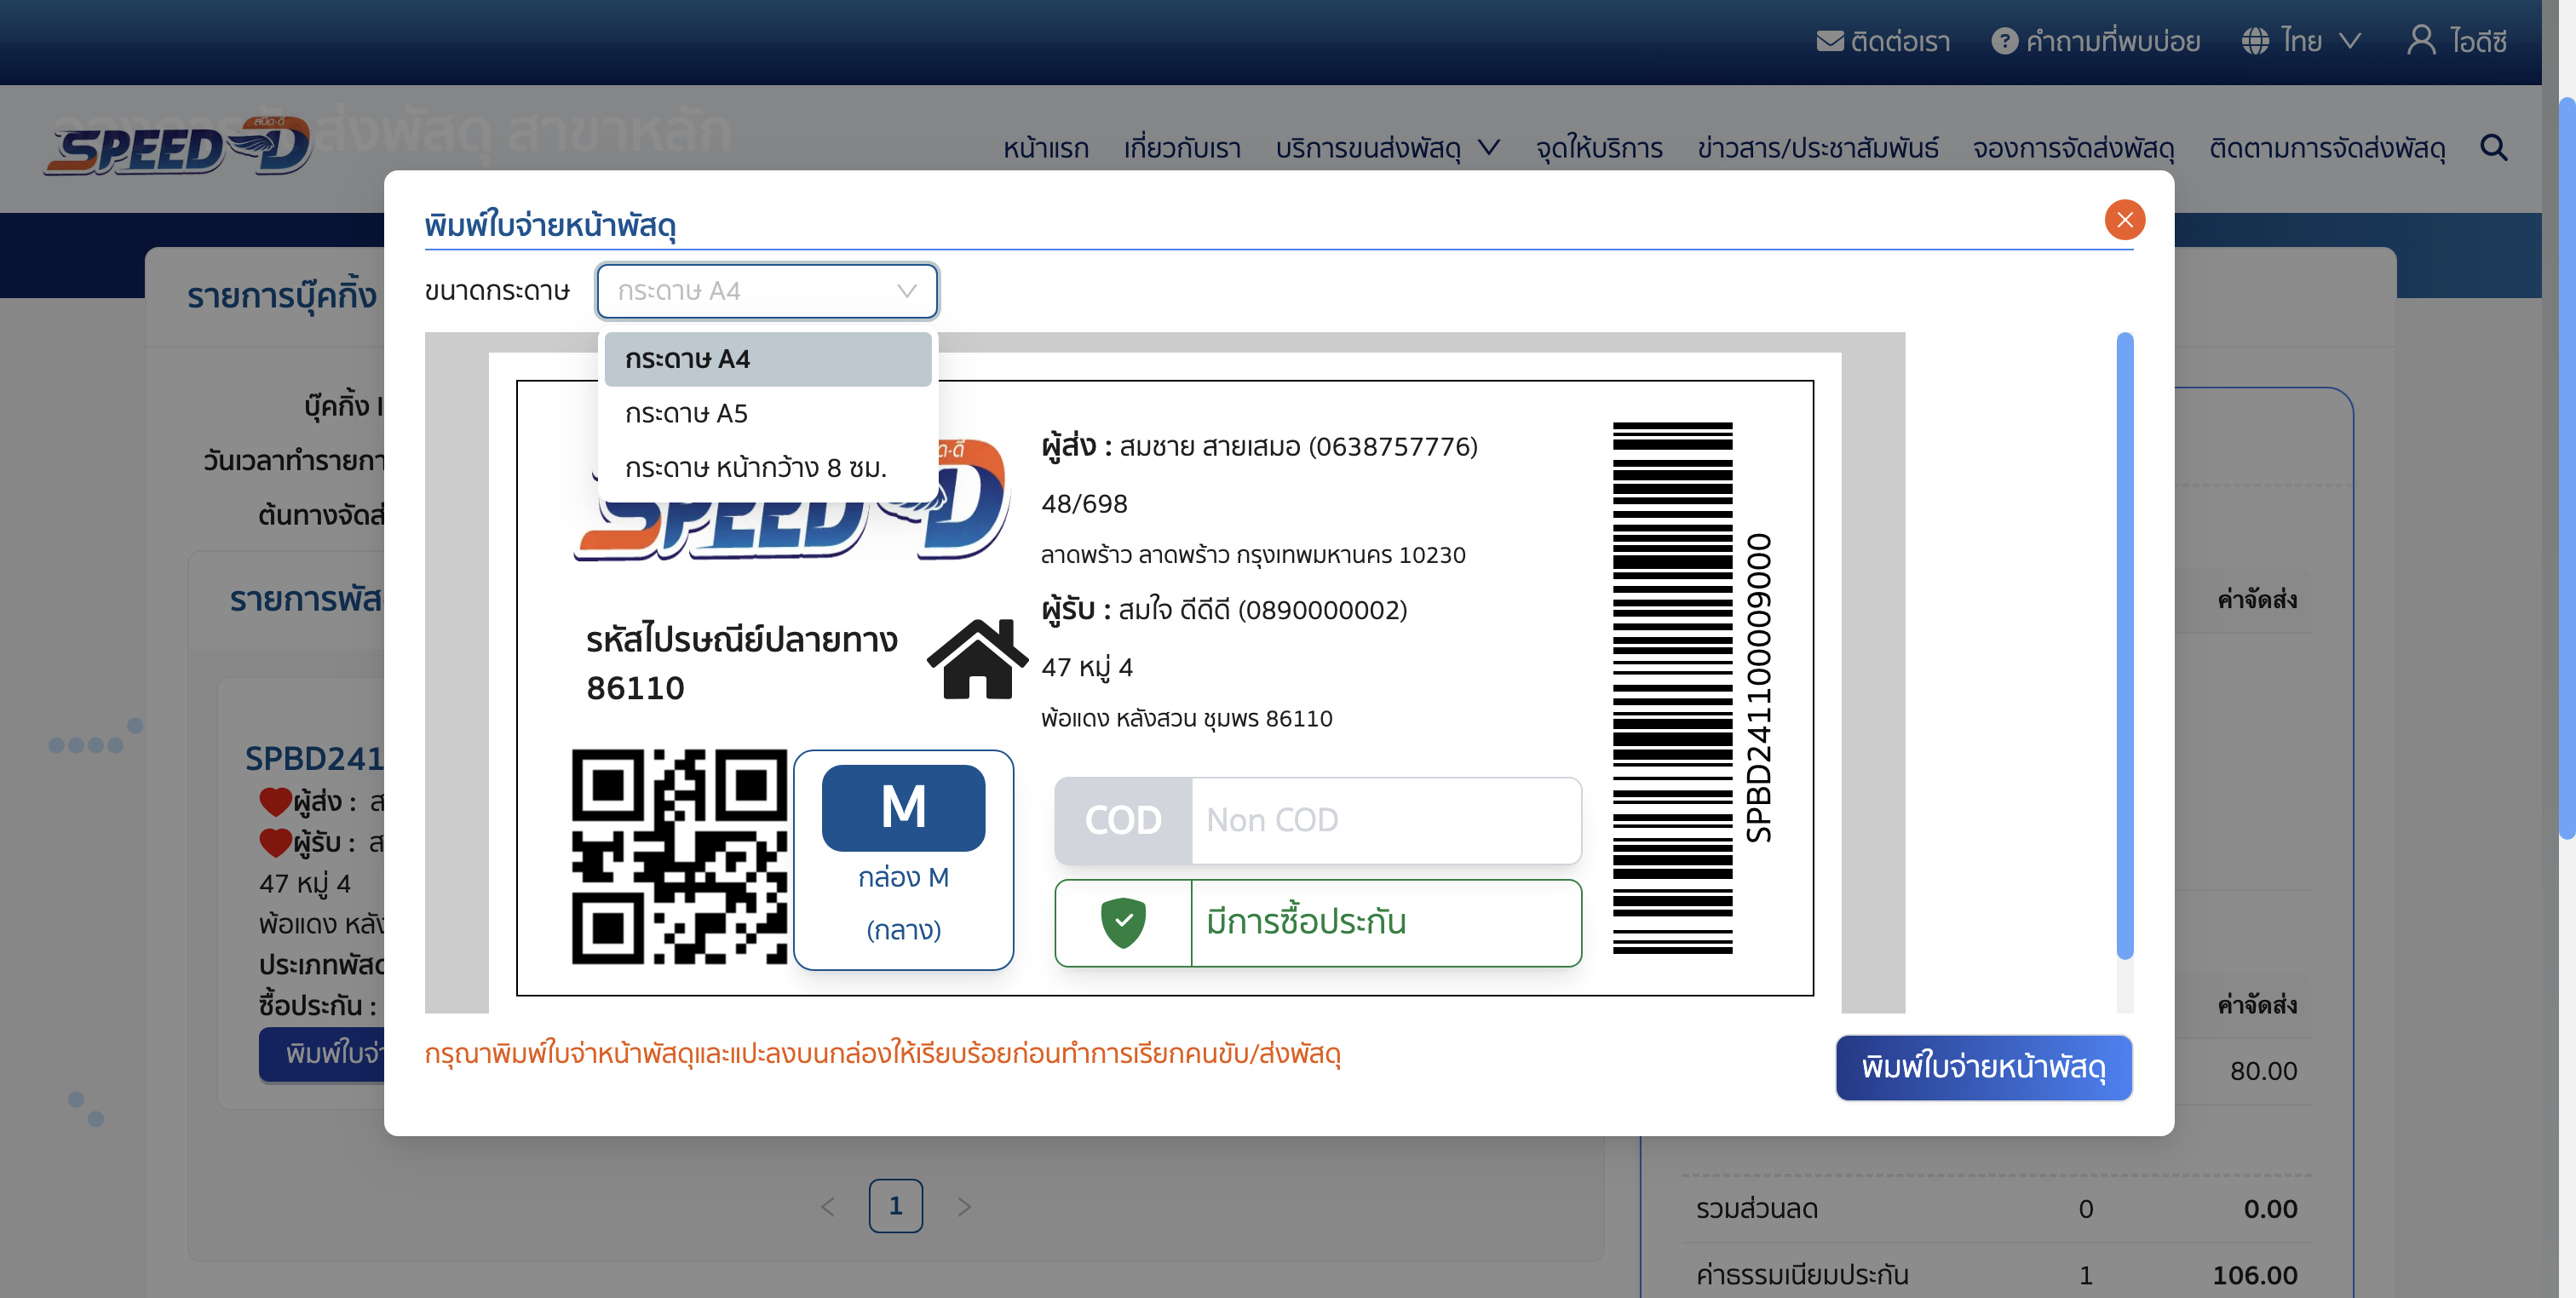 ติดต่อเรา
คำถามที่พบบ่อย
ไทย
ไอดีซี
ส่งพัสดุ สาขาหลัก
สปีด-ดี
SPEED-D
หน้าแรก
เกี่ยวกับเรา
บริการขนส่งพัสดุ
จุดให้บริการ
ข่าวสาร/ประชาสัมพันธ์
จองการจัดส่งพัสดุ
ติดตามการจัดส่งพัสดุ
พิมพ์ใบจ่ายหน้าพัสดุ
ขนาดกระดาษ
กระดาษ A4
กระดาษ A4
กระดาษ A5
กระดาษ หน้ากว้าง 8 ซม.
รายการบุ๊คกิ้ง
บุ๊คกิ้ง I
วันเวลาทำรายกา
ต้นทางจัดส่
รายการพัส
SPBD241
ผู้ส่ง : ส
ผู้รับ : ส
47 หมู่ 4
พ้อแดง หลัง
ประเภทพัสดุ
ซื้อประกัน :
พิมพ์ใบจ่า
ด-ดี
SPEED-D
ผู้ส่ง : สมชาย สายเสมอ (0638757776)
48/698
ลาดพร้าว ลาดพร้าว กรุงเทพมหานคร 10230
ผู้รับ : สมใจ ดีดีดี (0890000002)
47 หมู่ 4
พ้อแดง หลังสวน ชุมพร 86110
รหัสไปรษณีย์ปลายทาง
86110
M
กล่อง M
(กลาง)
COD
Non COD
มีการซื้อประกัน
SPBD241100009000
กรุณาพิมพ์ใบจ่าหน้าพัสดุและแปะลงบนกล่องให้เรียบร้อยก่อนทำการเรียกคนขับ/ส่งพัสดุ
พิมพ์ใบจ่ายหน้าพัสดุ
ค่าจัดส่ง
ค่าจัดส่ง
80.00
1
รวมส่วนลด 0 0.00
ค่าธรรมเนียมประกัน 1 106.00